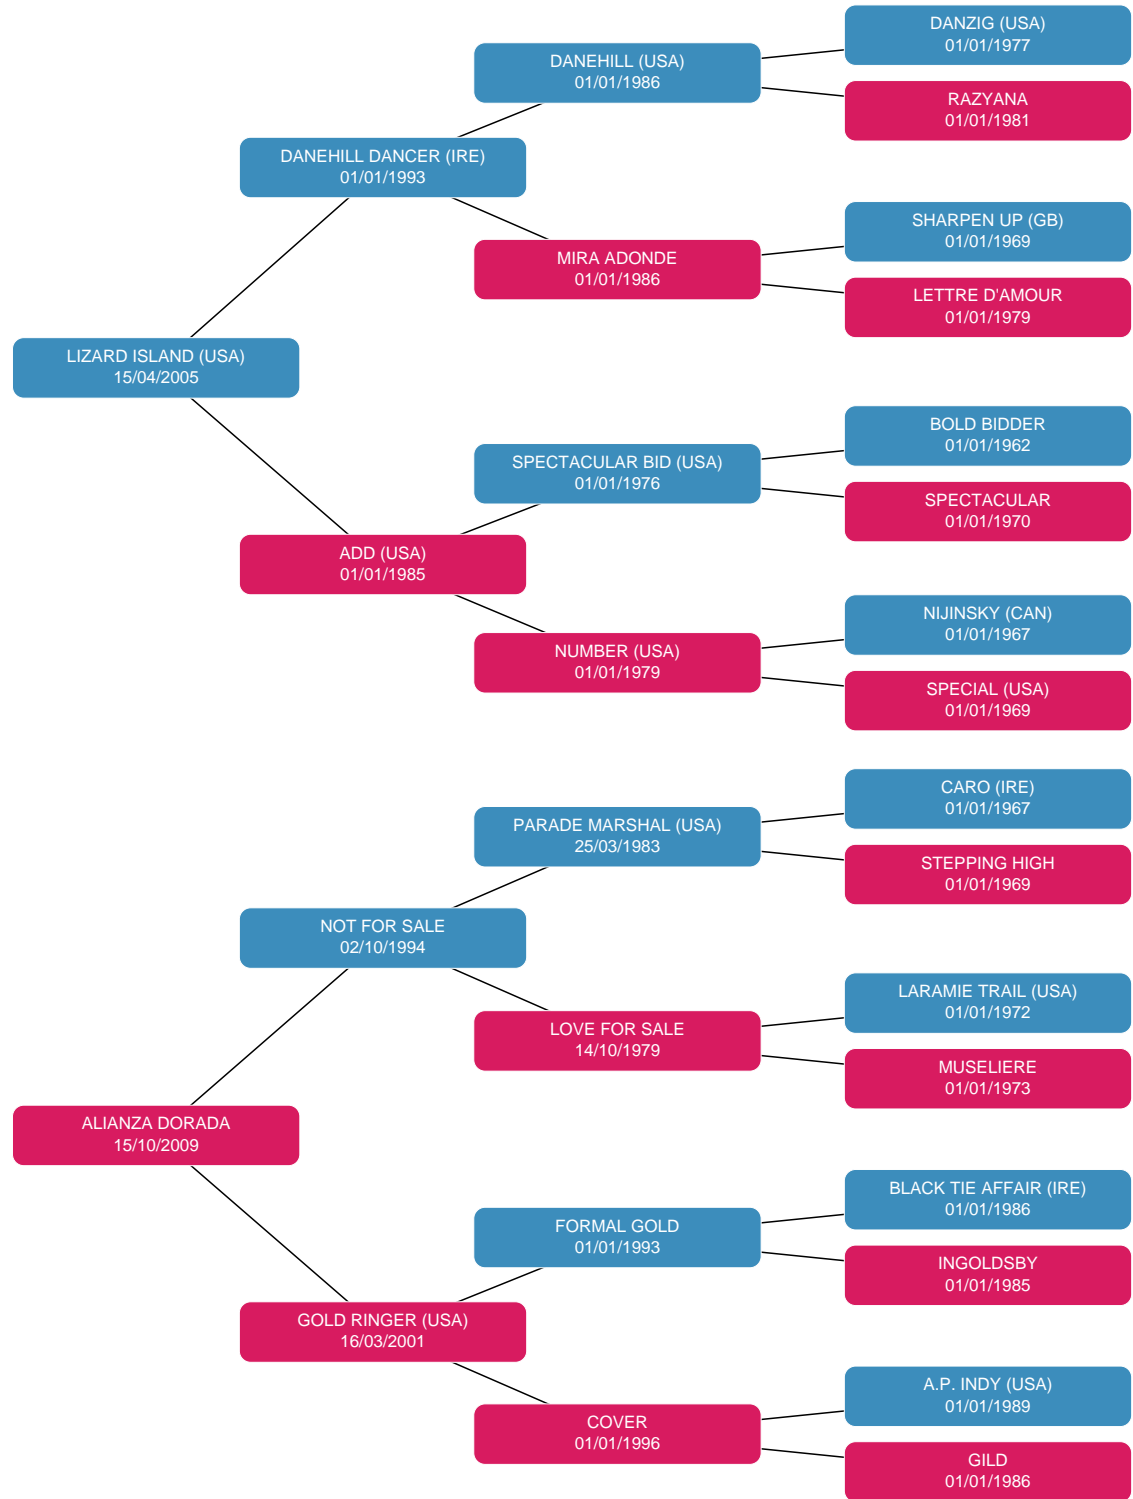 DANZIG (USA)
01/01/1977
DANEHILL (USA)
01/01/1986
RAZYANA
01/01/1981
DANEHILL DANCER (IRE)
01/01/1993
SHARPEN UP (GB)
01/01/1969
MIRA ADONDE
01/01/1986
LETTRE D'AMOUR
01/01/1979
LIZARD ISLAND (USA)
15/04/2005
BOLD BIDDER
01/01/1962
SPECTACULAR BID (USA)
01/01/1976
SPECTACULAR
01/01/1970
ADD (USA)
01/01/1985
NIJINSKY (CAN)
01/01/1967
NUMBER (USA)
01/01/1979
SPECIAL (USA)
01/01/1969
CARO (IRE)
01/01/1967
PARADE MARSHAL (USA)
25/03/1983
STEPPING HIGH
01/01/1969
NOT FOR SALE
02/10/1994
LARAMIE TRAIL (USA)
01/01/1972
LOVE FOR SALE
14/10/1979
MUSELIERE
01/01/1973
ALIANZA DORADA
15/10/2009
BLACK TIE AFFAIR (IRE)
01/01/1986
FORMAL GOLD
01/01/1993
INGOLDSBY
01/01/1985
GOLD RINGER (USA)
16/03/2001
A.P. INDY (USA)
01/01/1989
COVER
01/01/1996
GILD
01/01/1986